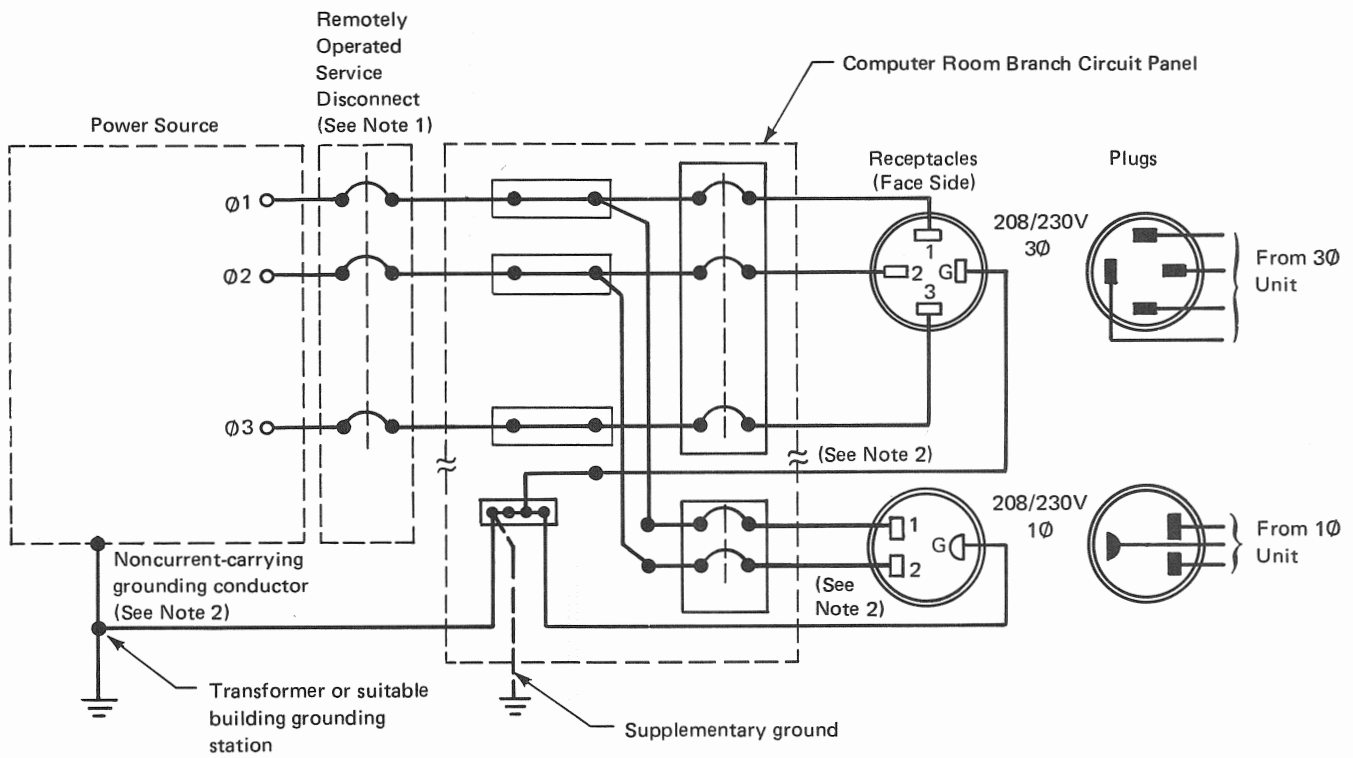 Remotely
Operated
Service
Disconnect
(See Note 1)
Computer Room Branch Circuit Panel
Power Source
Receptacles
(Face Side)
Plugs
Ø1
Ø2
Ø3
1
2
G
3
208/230V
3Ø
From 3Ø
Unit
(See Note 2)
1
2
G
208/230V
1Ø
From 1Ø
Unit
(See
Note 2)
Noncurrent-carrying
grounding conductor
(See Note 2)
Transformer or suitable
building grounding
station
Supplementary ground